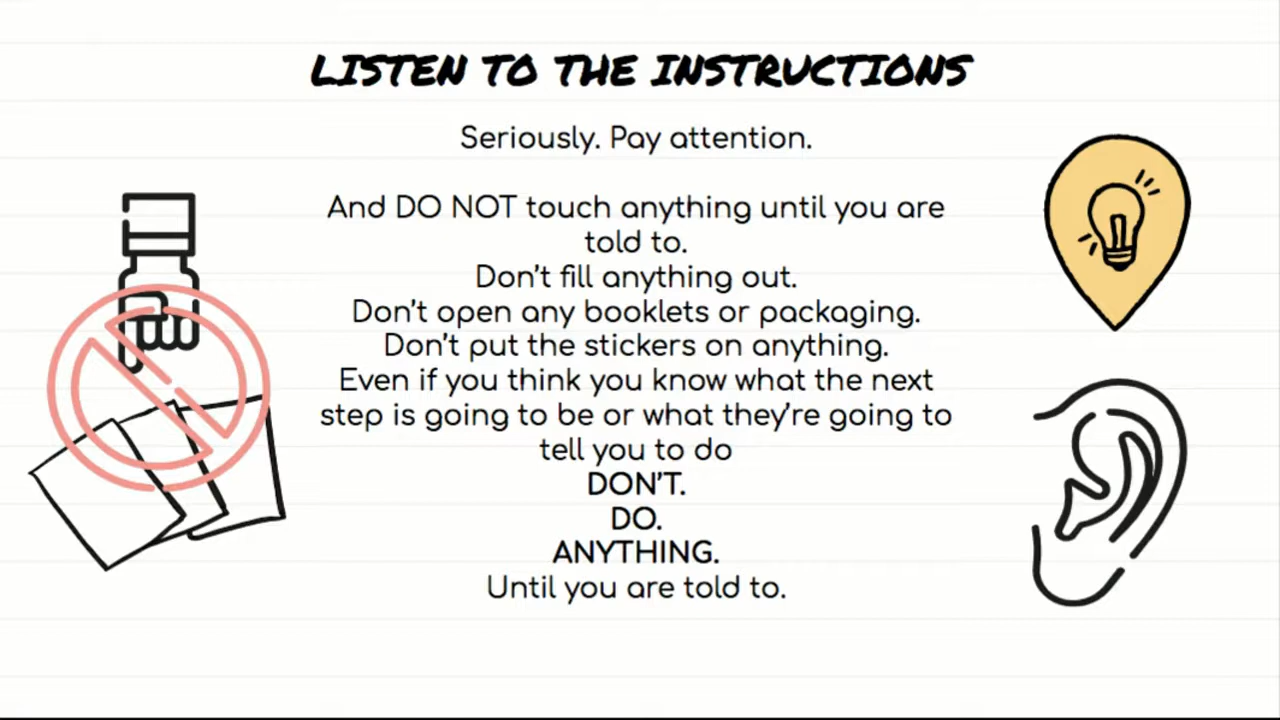 LISTEN TO THE INSTRUCTIONS
Seriously. Pay attention.
And DO NOT touch anything until you are
told to.
Don't fill anything out.
Don't open any booklets or packaging.
Don't put the stickers on anything.
Even if you think you know what the next
step is going to be or what they're going to
tell you to do
DON'T.
DO.
ANYTHING.
Until you are told to.